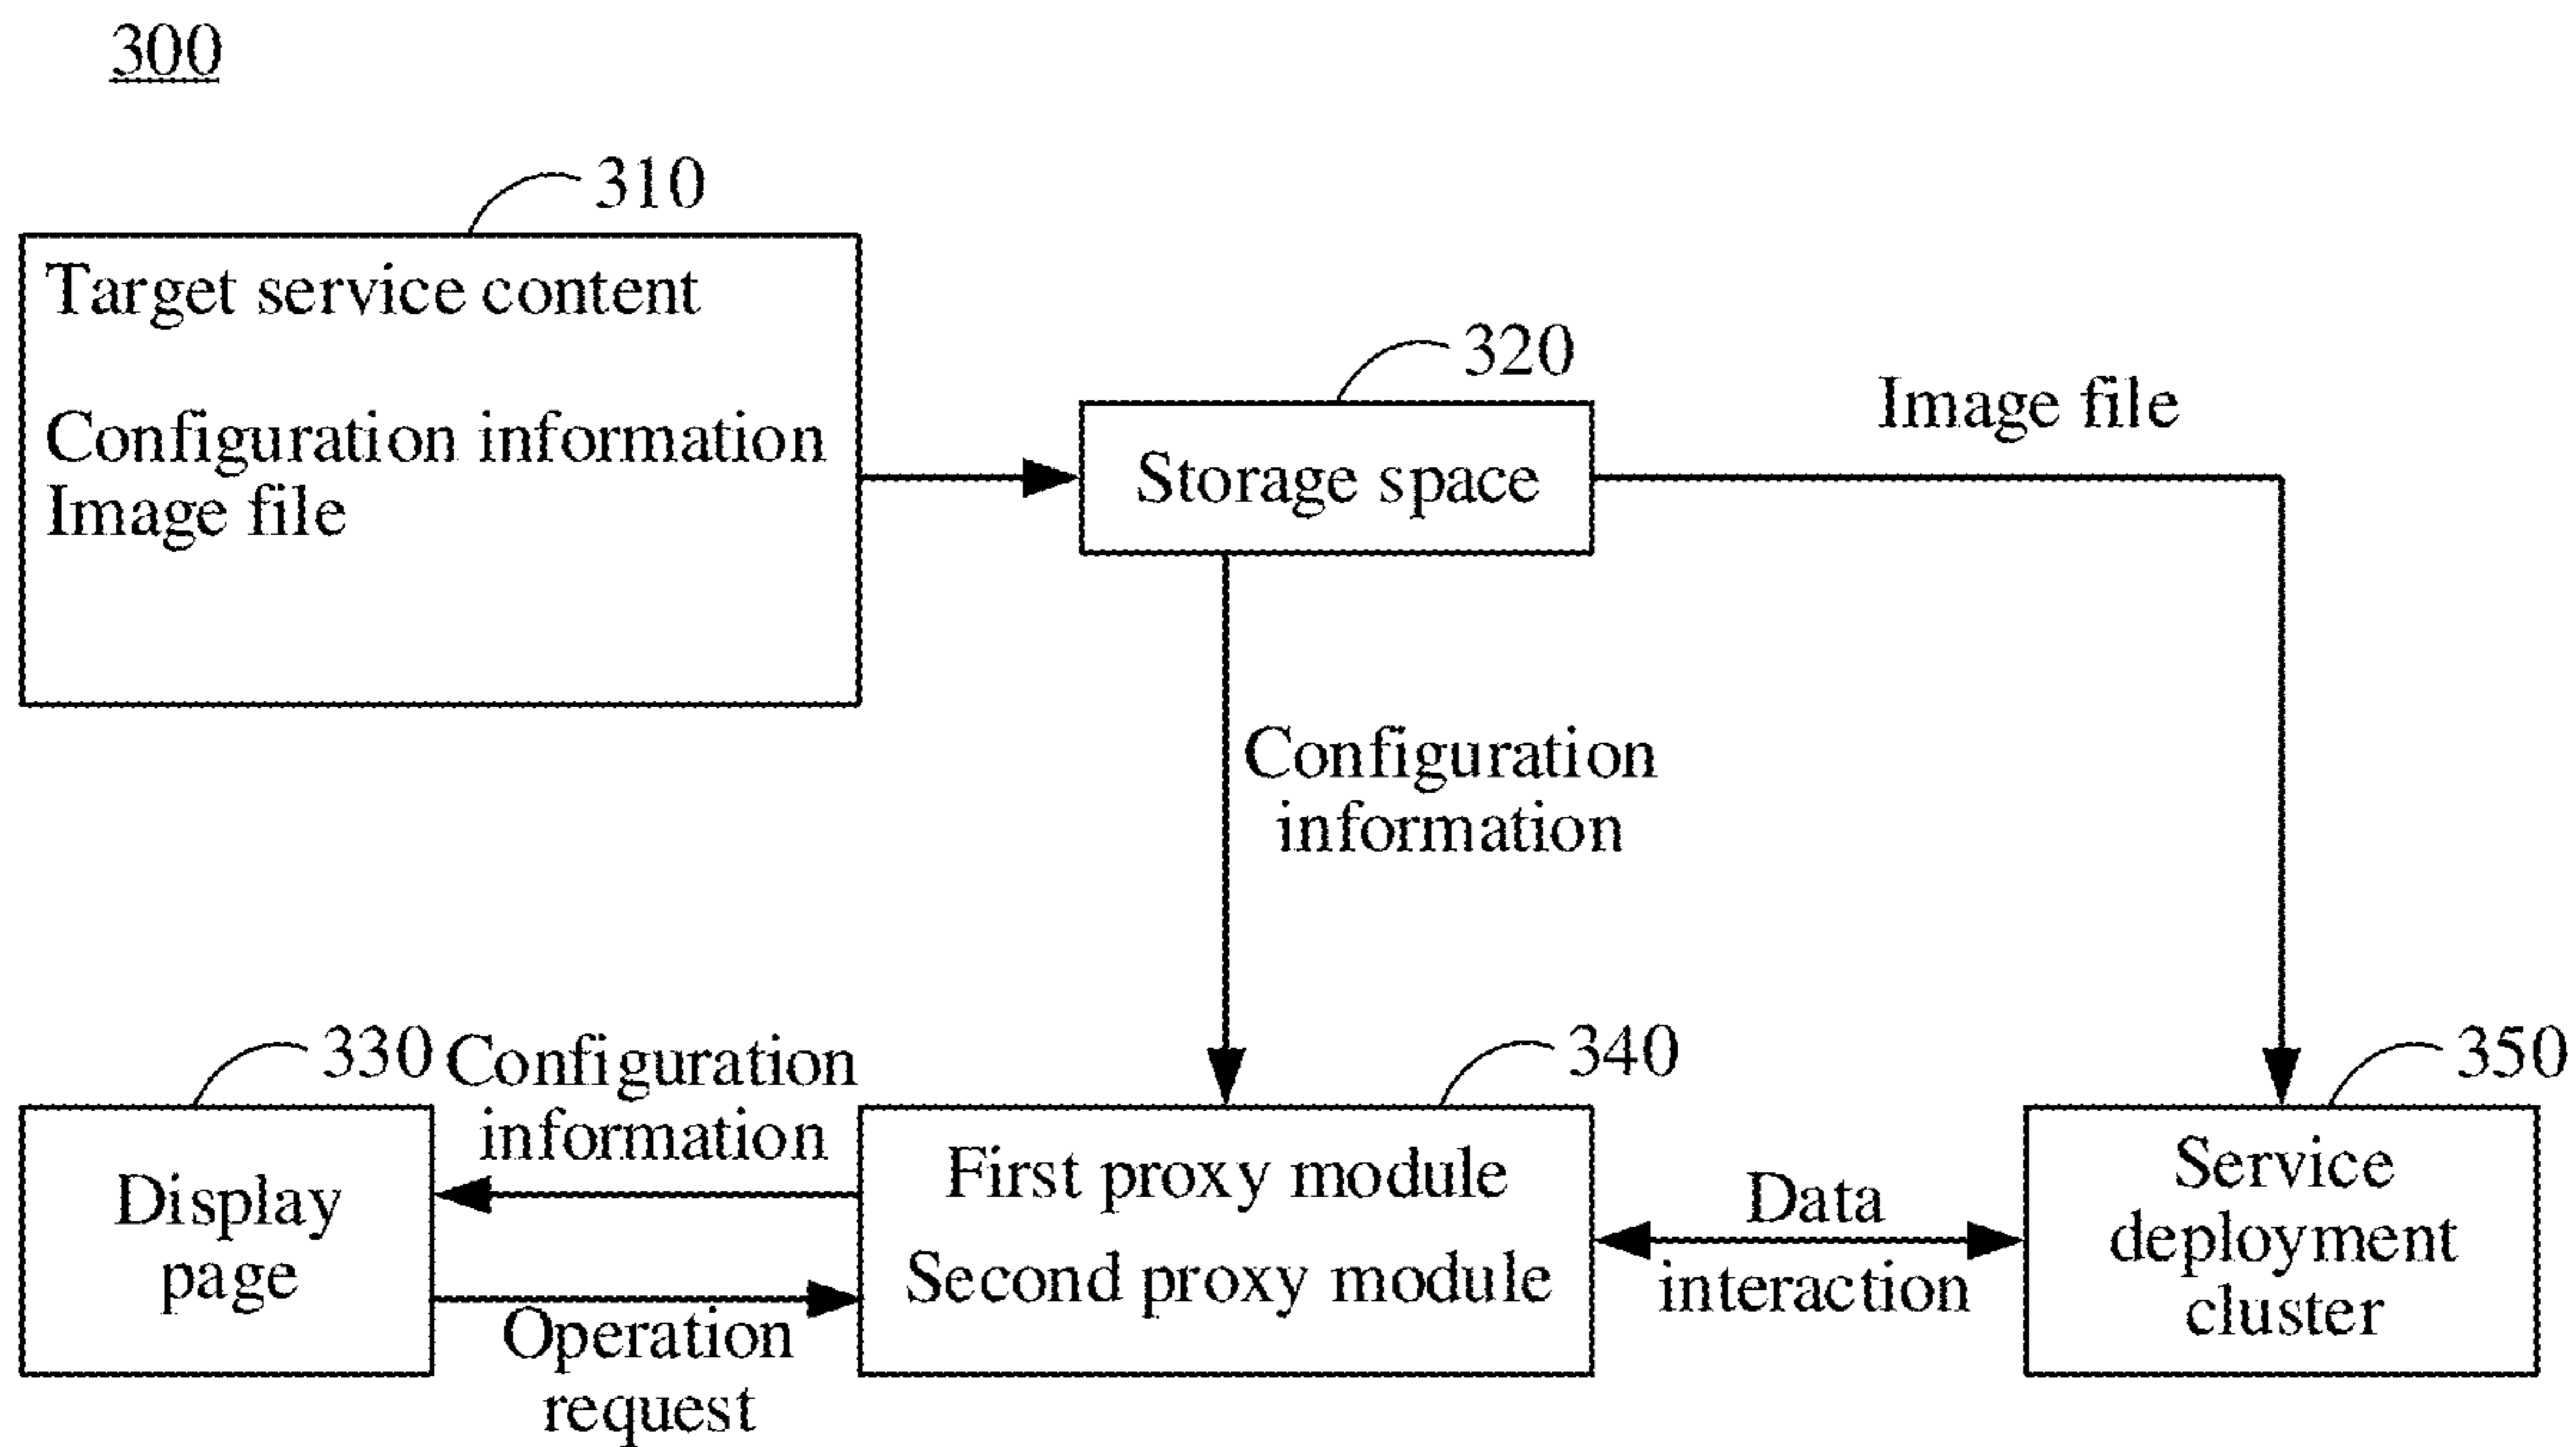 300
310
Target service content
Configuration information
Image file
320
Storage space
Image file
Configuration
information
330
Configuration
information
Display
page
Operation
request
340
First proxy module
Second proxy module
Data
interaction
350
Service
deployment
cluster